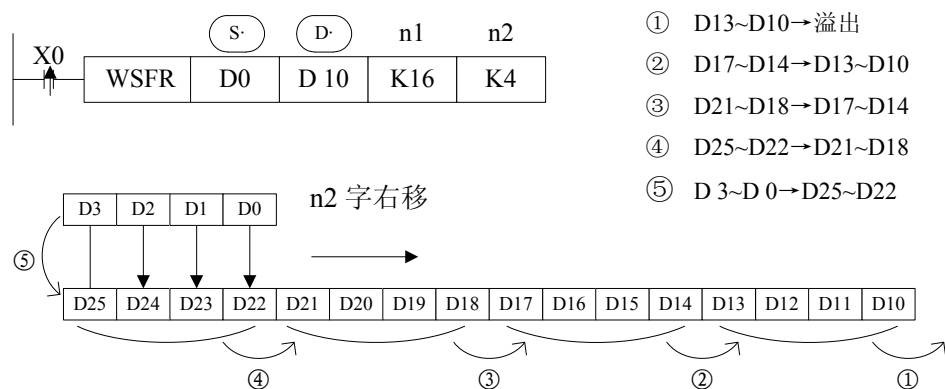 S· D· n1 n2
X0
WSFR D0 D 10 K16 K4
① D13~D10→溢出
② D17~D14→D13~D10
③ D21~D18→D17~D14
④ D25~D22→D21~D18
⑤ D 3~D 0→D25~D22
n2 字右移
D3 D2 D1 D0
⑤
D25 D24 D23 D22 D21 D20 D19 D18 D17 D16 D15 D14 D13 D12 D11 D10
④ ③ ② ①